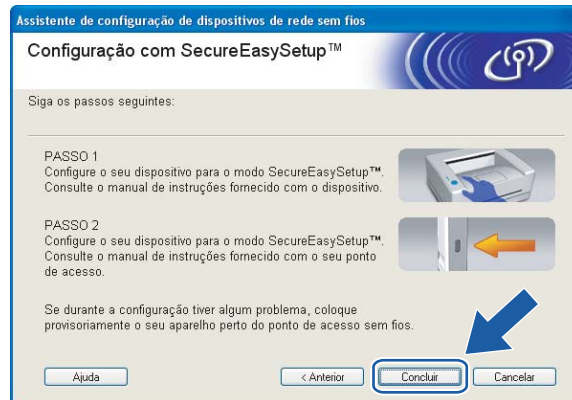 Assistente de configuração de dispositivos de rede sem fios
Configuração com SecureEasySetup™
Siga os passos seguintes:
PASSO 1
Configure o seu dispositivo para o modo SecureEasySetup™.
Consulte o manual de instruções fornecido com o dispositivo.
PASSO 2
Configure o seu dispositivo para o modo SecureEasySetup™.
Consulte o manual de instruções fornecido com o seu ponto
de acesso.
Se durante a configuração tiver algum problema, coloque
provisoriamente o seu aparelho perto do ponto de acesso sem fios.
Ajuda < Anterior Concluir Cancelar